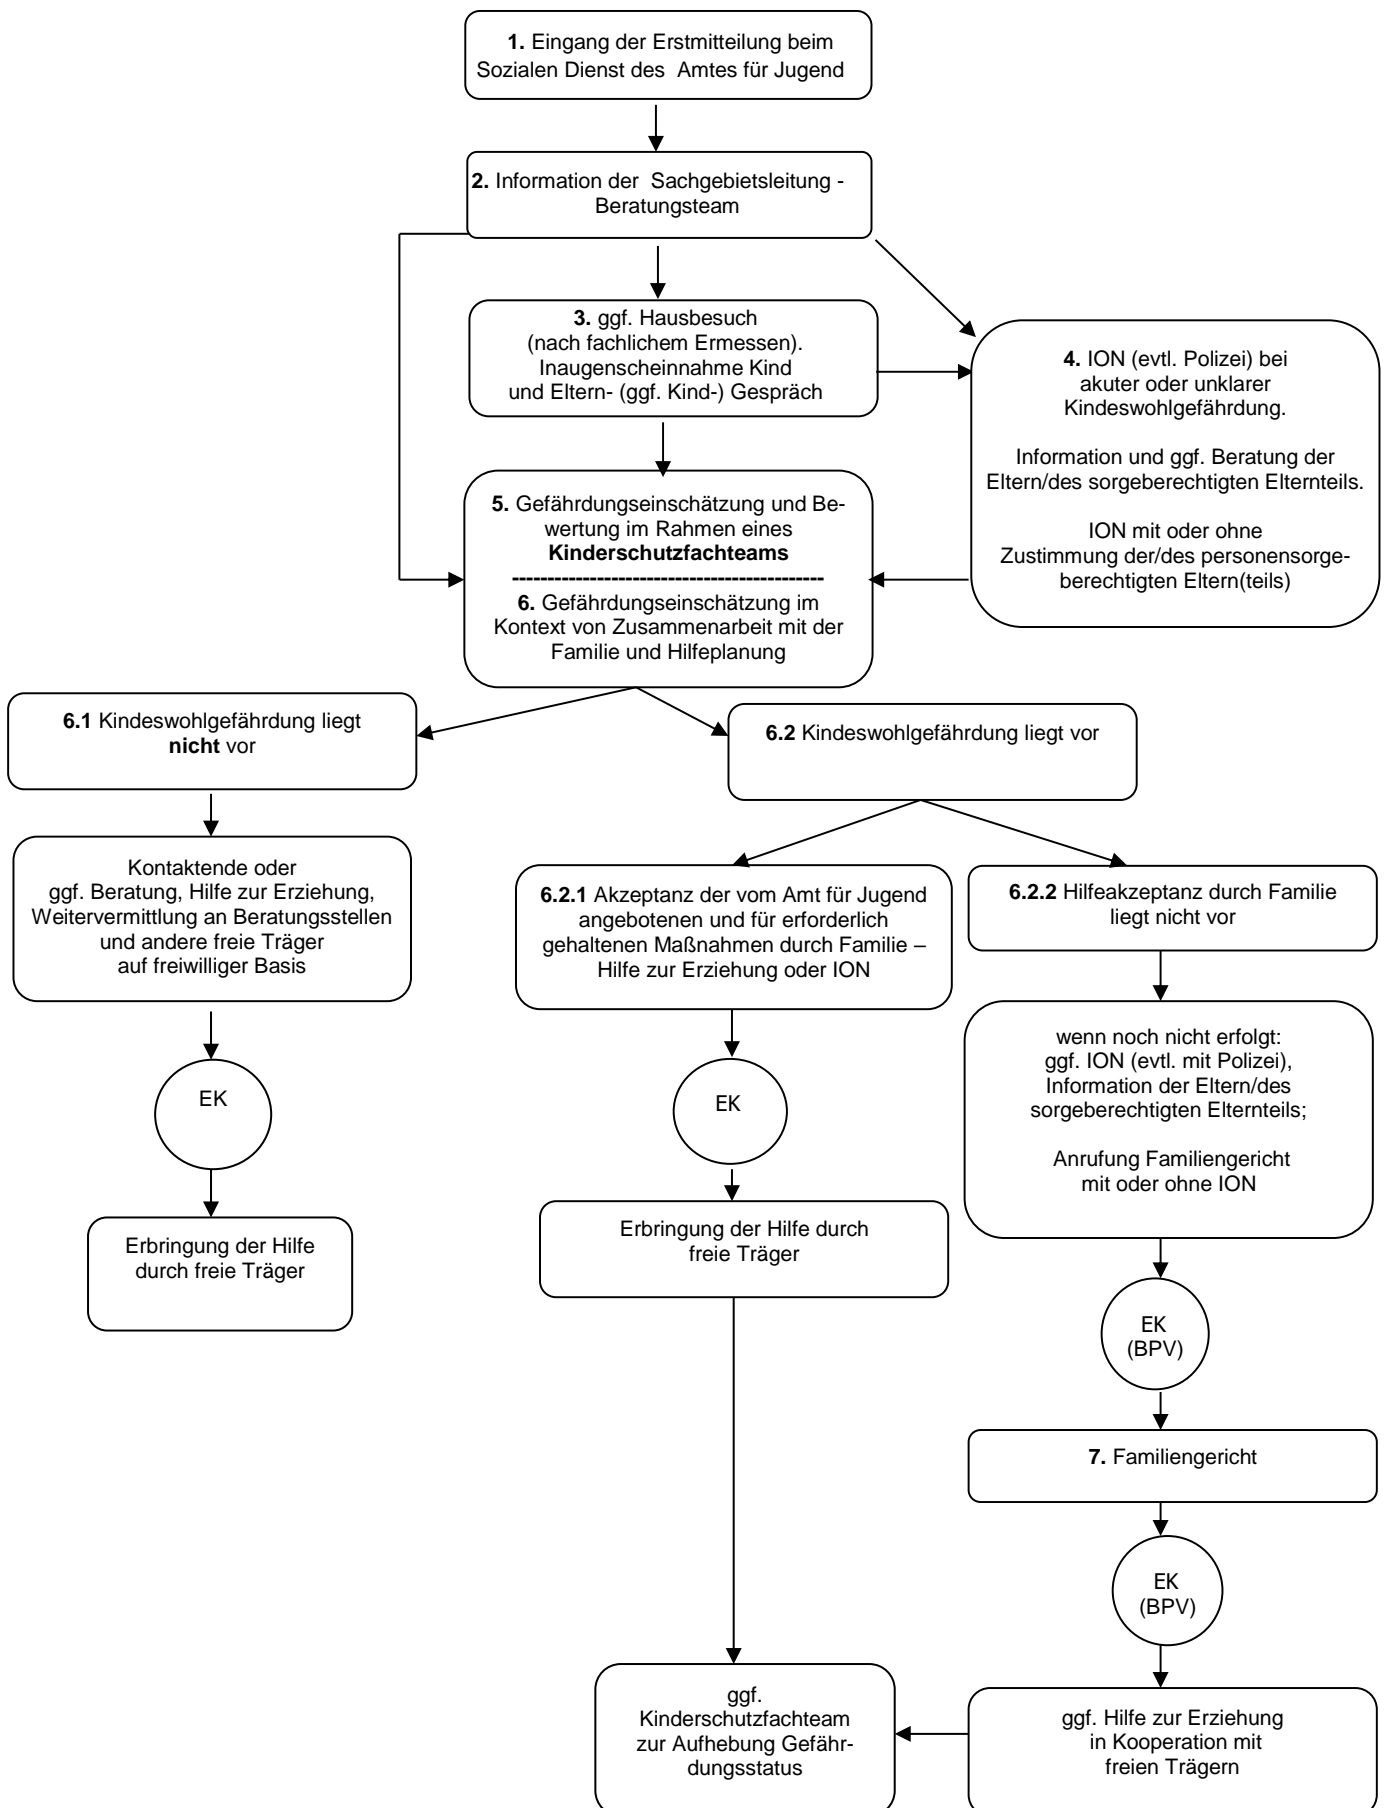 1. Eingang der Erstmitteilung beim
Sozialen Dienst des Amtes für Jugend
2. Information der Sachgebietsleitung -
Beratungsteam
3. ggf. Hausbesuch
(nach fachlichem Ermessen).
Inaugenscheinnahme Kind
und Eltern- (ggf. Kind-) Gespräch
4. ION (evtl. Polizei) bei
akuter oder unklarer
Kindeswohlgefährdung.
Information und ggf. Beratung der
Eltern/des sorgeberechtigten Elternteils.
ION mit oder ohne
Zustimmung der/des personensorge-
berechtigten Eltern(teils)
5. Gefährdungseinschätzung und Be-
wertung im Rahmen eines
Kinderschutzfachteams
--------------------------------------------
6. Gefährdungseinschätzung im
Kontext von Zusammenarbeit mit der
Familie und Hilfeplanung
6.1 Kindeswohlgefährdung liegt
nicht vor
6.2 Kindeswohlgefährdung liegt vor
Kontaktende oder
ggf. Beratung, Hilfe zur Erziehung,
Weitervermittlung an Beratungsstellen
und andere freie Träger
auf freiwilliger Basis
6.2.1 Akzeptanz der vom Amt für Jugend
angebotenen und für erforderlich
gehaltenen Maßnahmen durch Familie –
Hilfe zur Erziehung oder ION
6.2.2 Hilfeakzeptanz durch Familie
liegt nicht vor
wenn noch nicht erfolgt:
ggf. ION (evtl. mit Polizei),
Information der Eltern/des
sorgeberechtigten Elternteils;
Anrufung Familiengericht
mit oder ohne ION
EK
EK
Erbringung der Hilfe
durch freie Träger
Erbringung der Hilfe durch
freie Träger
EK
(BPV)
7. Familiengericht
EK
(BPV)
ggf.
Kinderschutzfachteam
zur Aufhebung Gefähr-
dungsstatus
ggf. Hilfe zur Erziehung
in Kooperation mit
freien Trägern